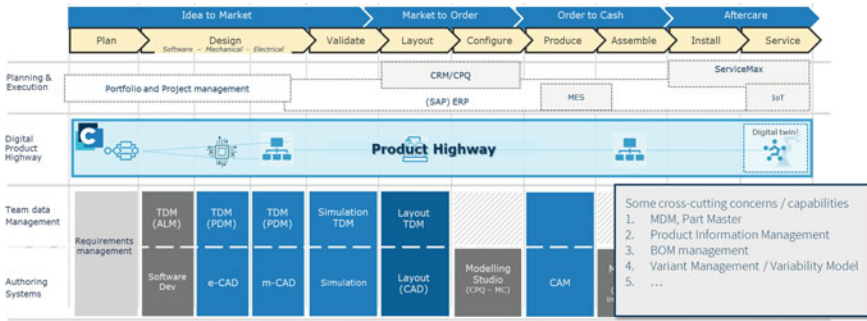 Idea to Market
Market to Order
Order to Cash
Aftercare
Plan
Design
Software - Mechanical - Electrical
Validate
Layout
Configure
Produce
Assemble
Install
Service
Planning &
Execution
Portfolio and Project management
CRM/CPQ
(SAP) ERP
MES
ServiceMax
IoT
Digital
Product
Highway
C
Product Highway
Digital twin!
Team data
Management
Requirements
management
TDM
(ALM)
TDM
(PDM)
TDM
(PDM)
Simulation
TDM
Layout
TDM
Authoring
Systems
Software
Dev
e-CAD
m-CAD
Simulation
Layout
(CAD)
Modelling
Studio
(CPQ - MC)
CAM
Some cross-cutting concerns / capabilities
1. MDM, Part Master
2. Product Information Management
3. BOM management
4. Variant Management / Variability Model
5. ...